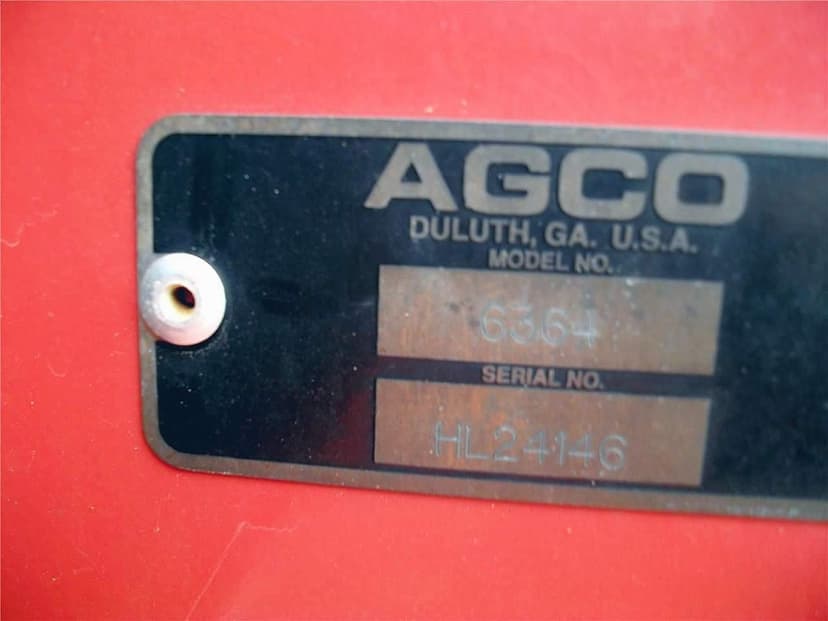 AGCO
DULUTH, GA. U.S.A.
MODEL NO.
6364
SERIAL NO.
HL24146